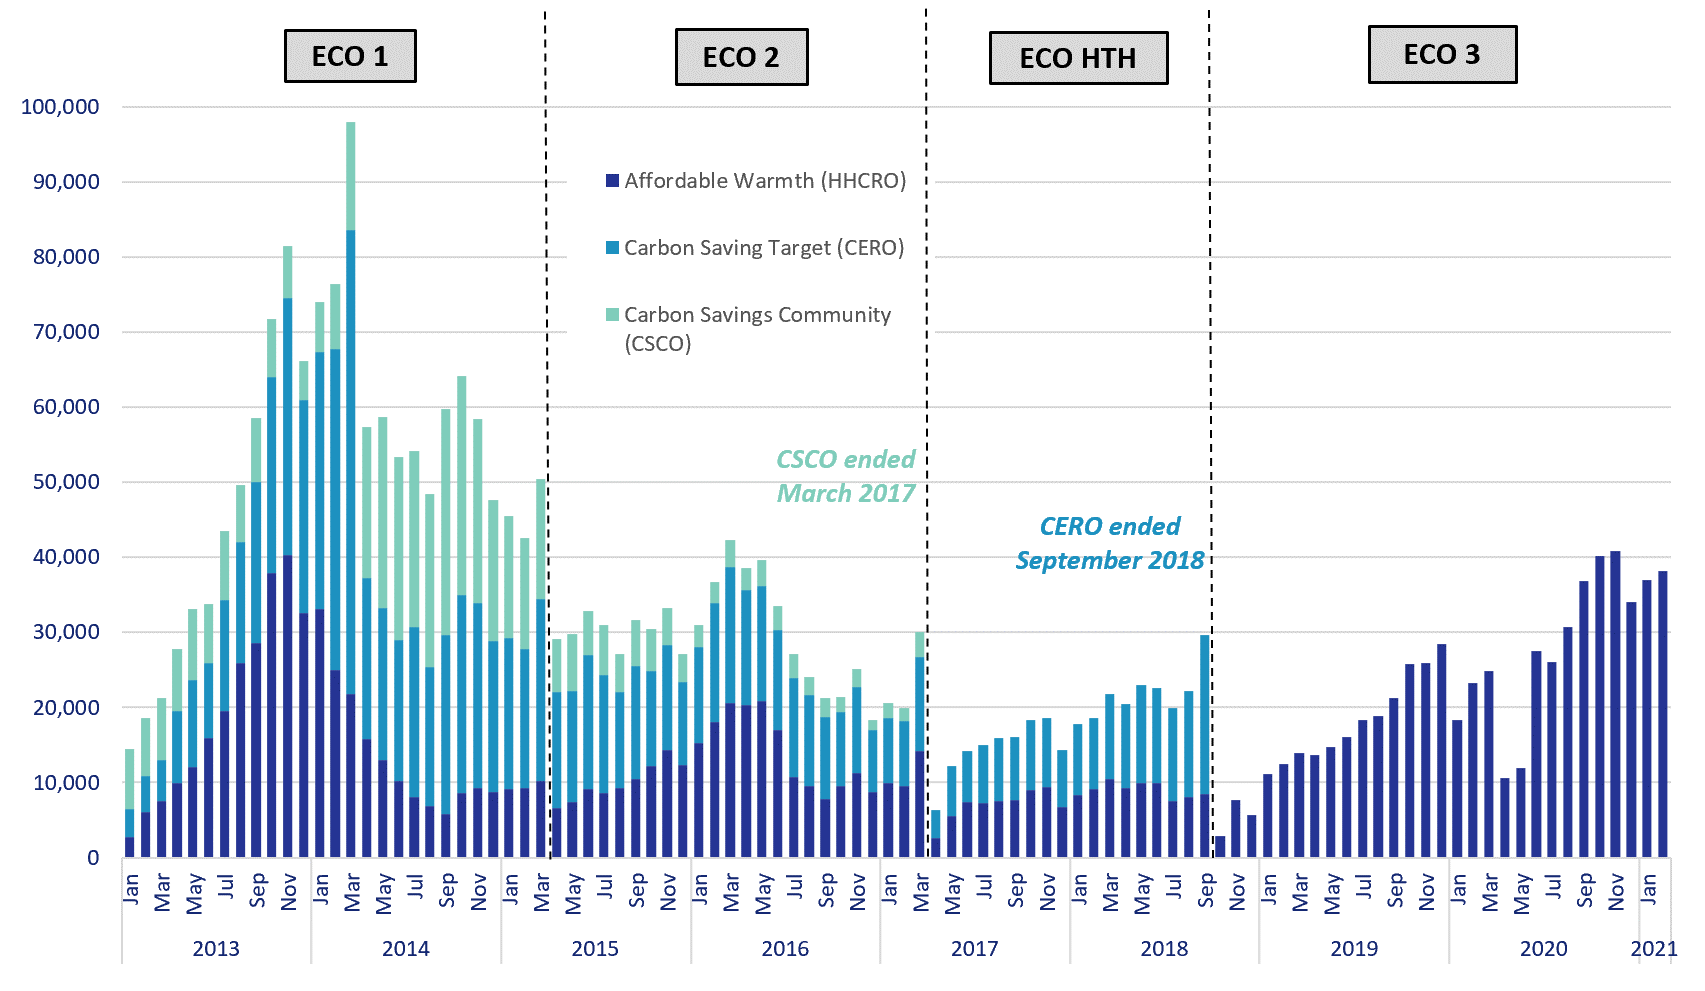 ECO 1
ECO 2
ECO HTH
ECO 3
100,000
90,000
80,000
70,000
60,000
50,000
40,000
30,000
20,000
10,000
0
Affordable Warmth (HHCRO)
Carbon Saving Target (CERO)
Carbon Savings Community
(CSCO)
CSCO ended
March 2017
CERO ended
September 2018
Jan Mar May Jul Sep Nov Jan Mar May Jul Sep Nov Jan Mar May Jul Sep Nov Jan Mar May Jul Sep Nov Jan Mar May Jul Sep Nov Jan Mar May Jul Sep Nov Jan Mar May Jul Sep Nov Jan Mar May Jul Sep Nov Jan
2013 2014 2015 2016 2017 2018 2019 2020 2021